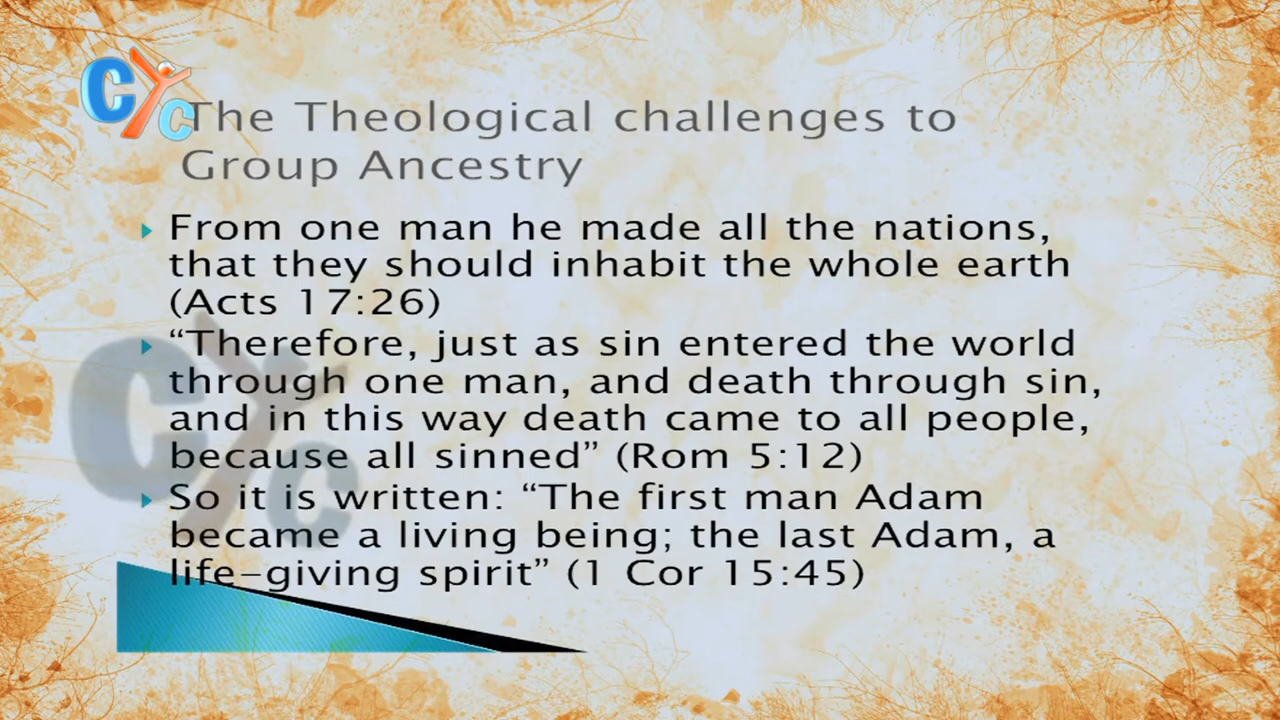 CYC
The Theological challenges to
Group Ancestry
From one man he made all the nations,
that they should inhabit the whole earth
(Acts 17:26)
“Therefore, just as sin entered the world
through one man, and death through sin,
and in this way death came to all people,
because all sinned” (Rom 5:12)
So it is written: “The first man Adam
became a living being; the last Adam, a
life-giving spirit” (1 Cor 15:45)
CYC